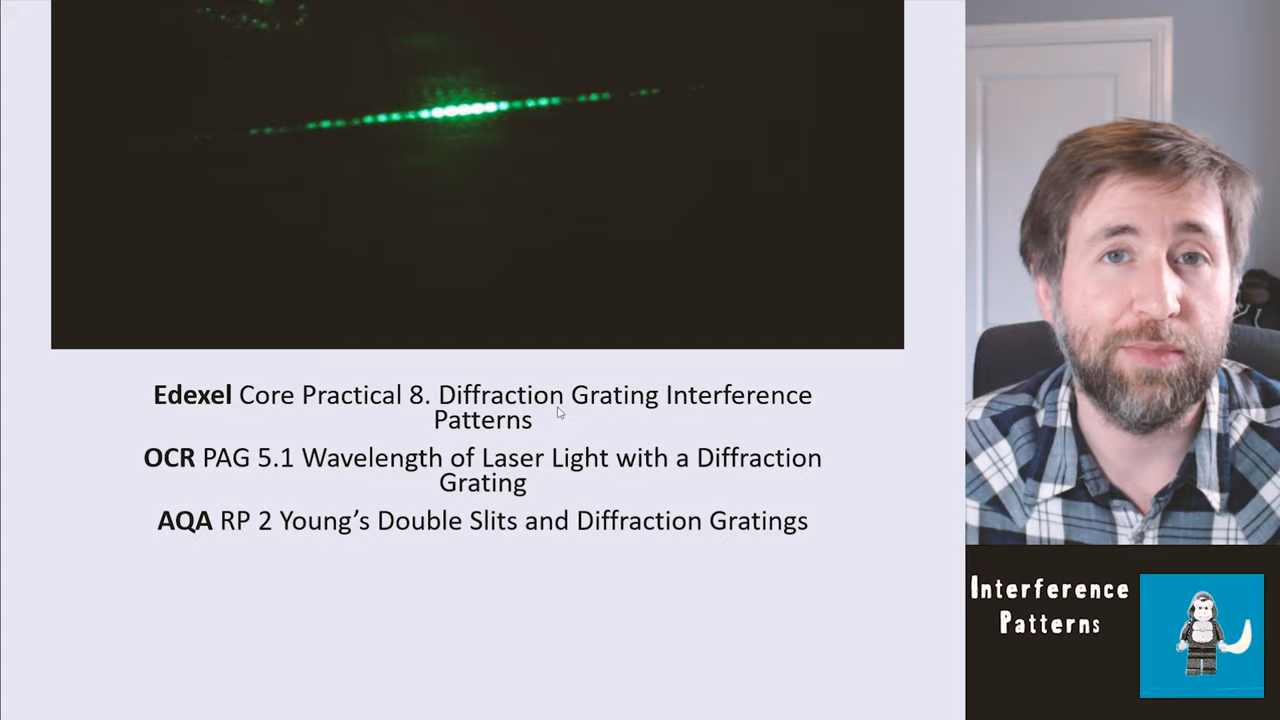 Edexel Core Practical 8. Diffraction Grating Interference
Patterns
OCR PAG 5.1 Wavelength of Laser Light with a Diffraction
Grating
AQA RP 2 Young’s Double Slits and Diffraction Gratings
Interference
Patterns